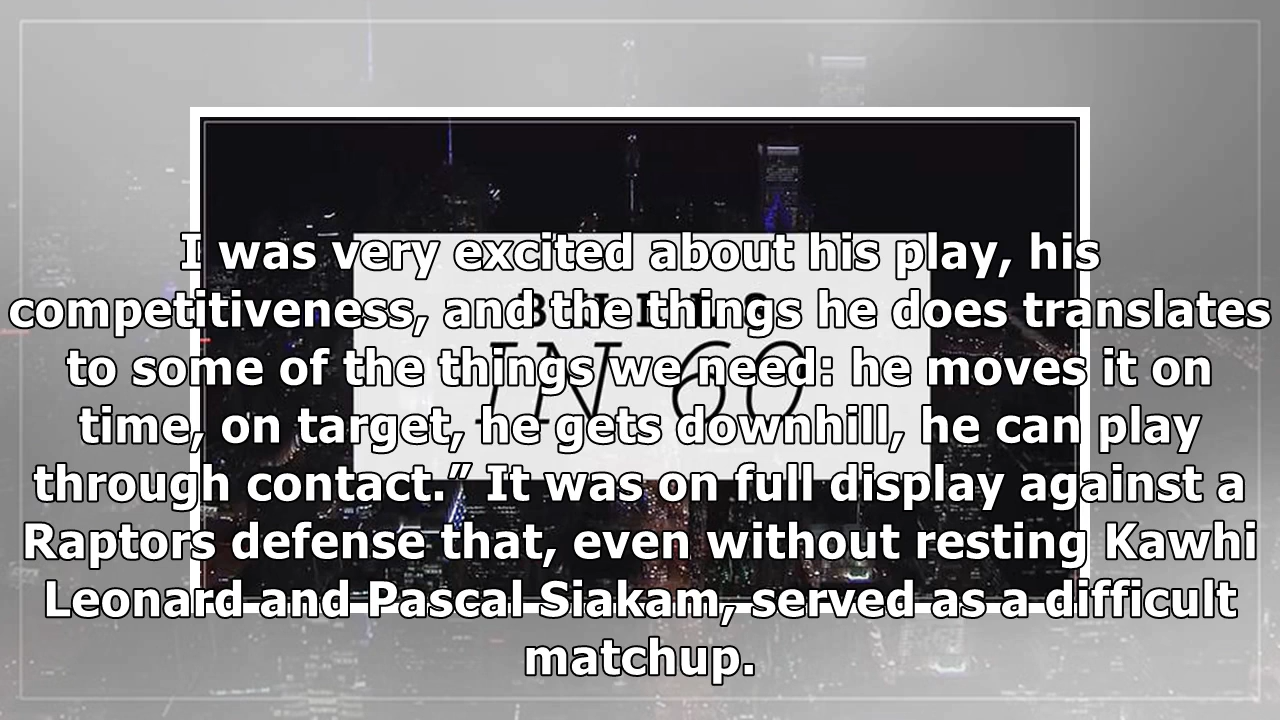 I was very excited about his play, his
competitiveness, and the things he does translates
to some of the things we need: he moves it on
time, on target, he gets downhill, he can play
through contact.” It was on full display against a
Raptors defense that, even without resting Kawhi
Leonard and Pascal Siakam, served as a difficult
matchup.
BULLS
IN 60